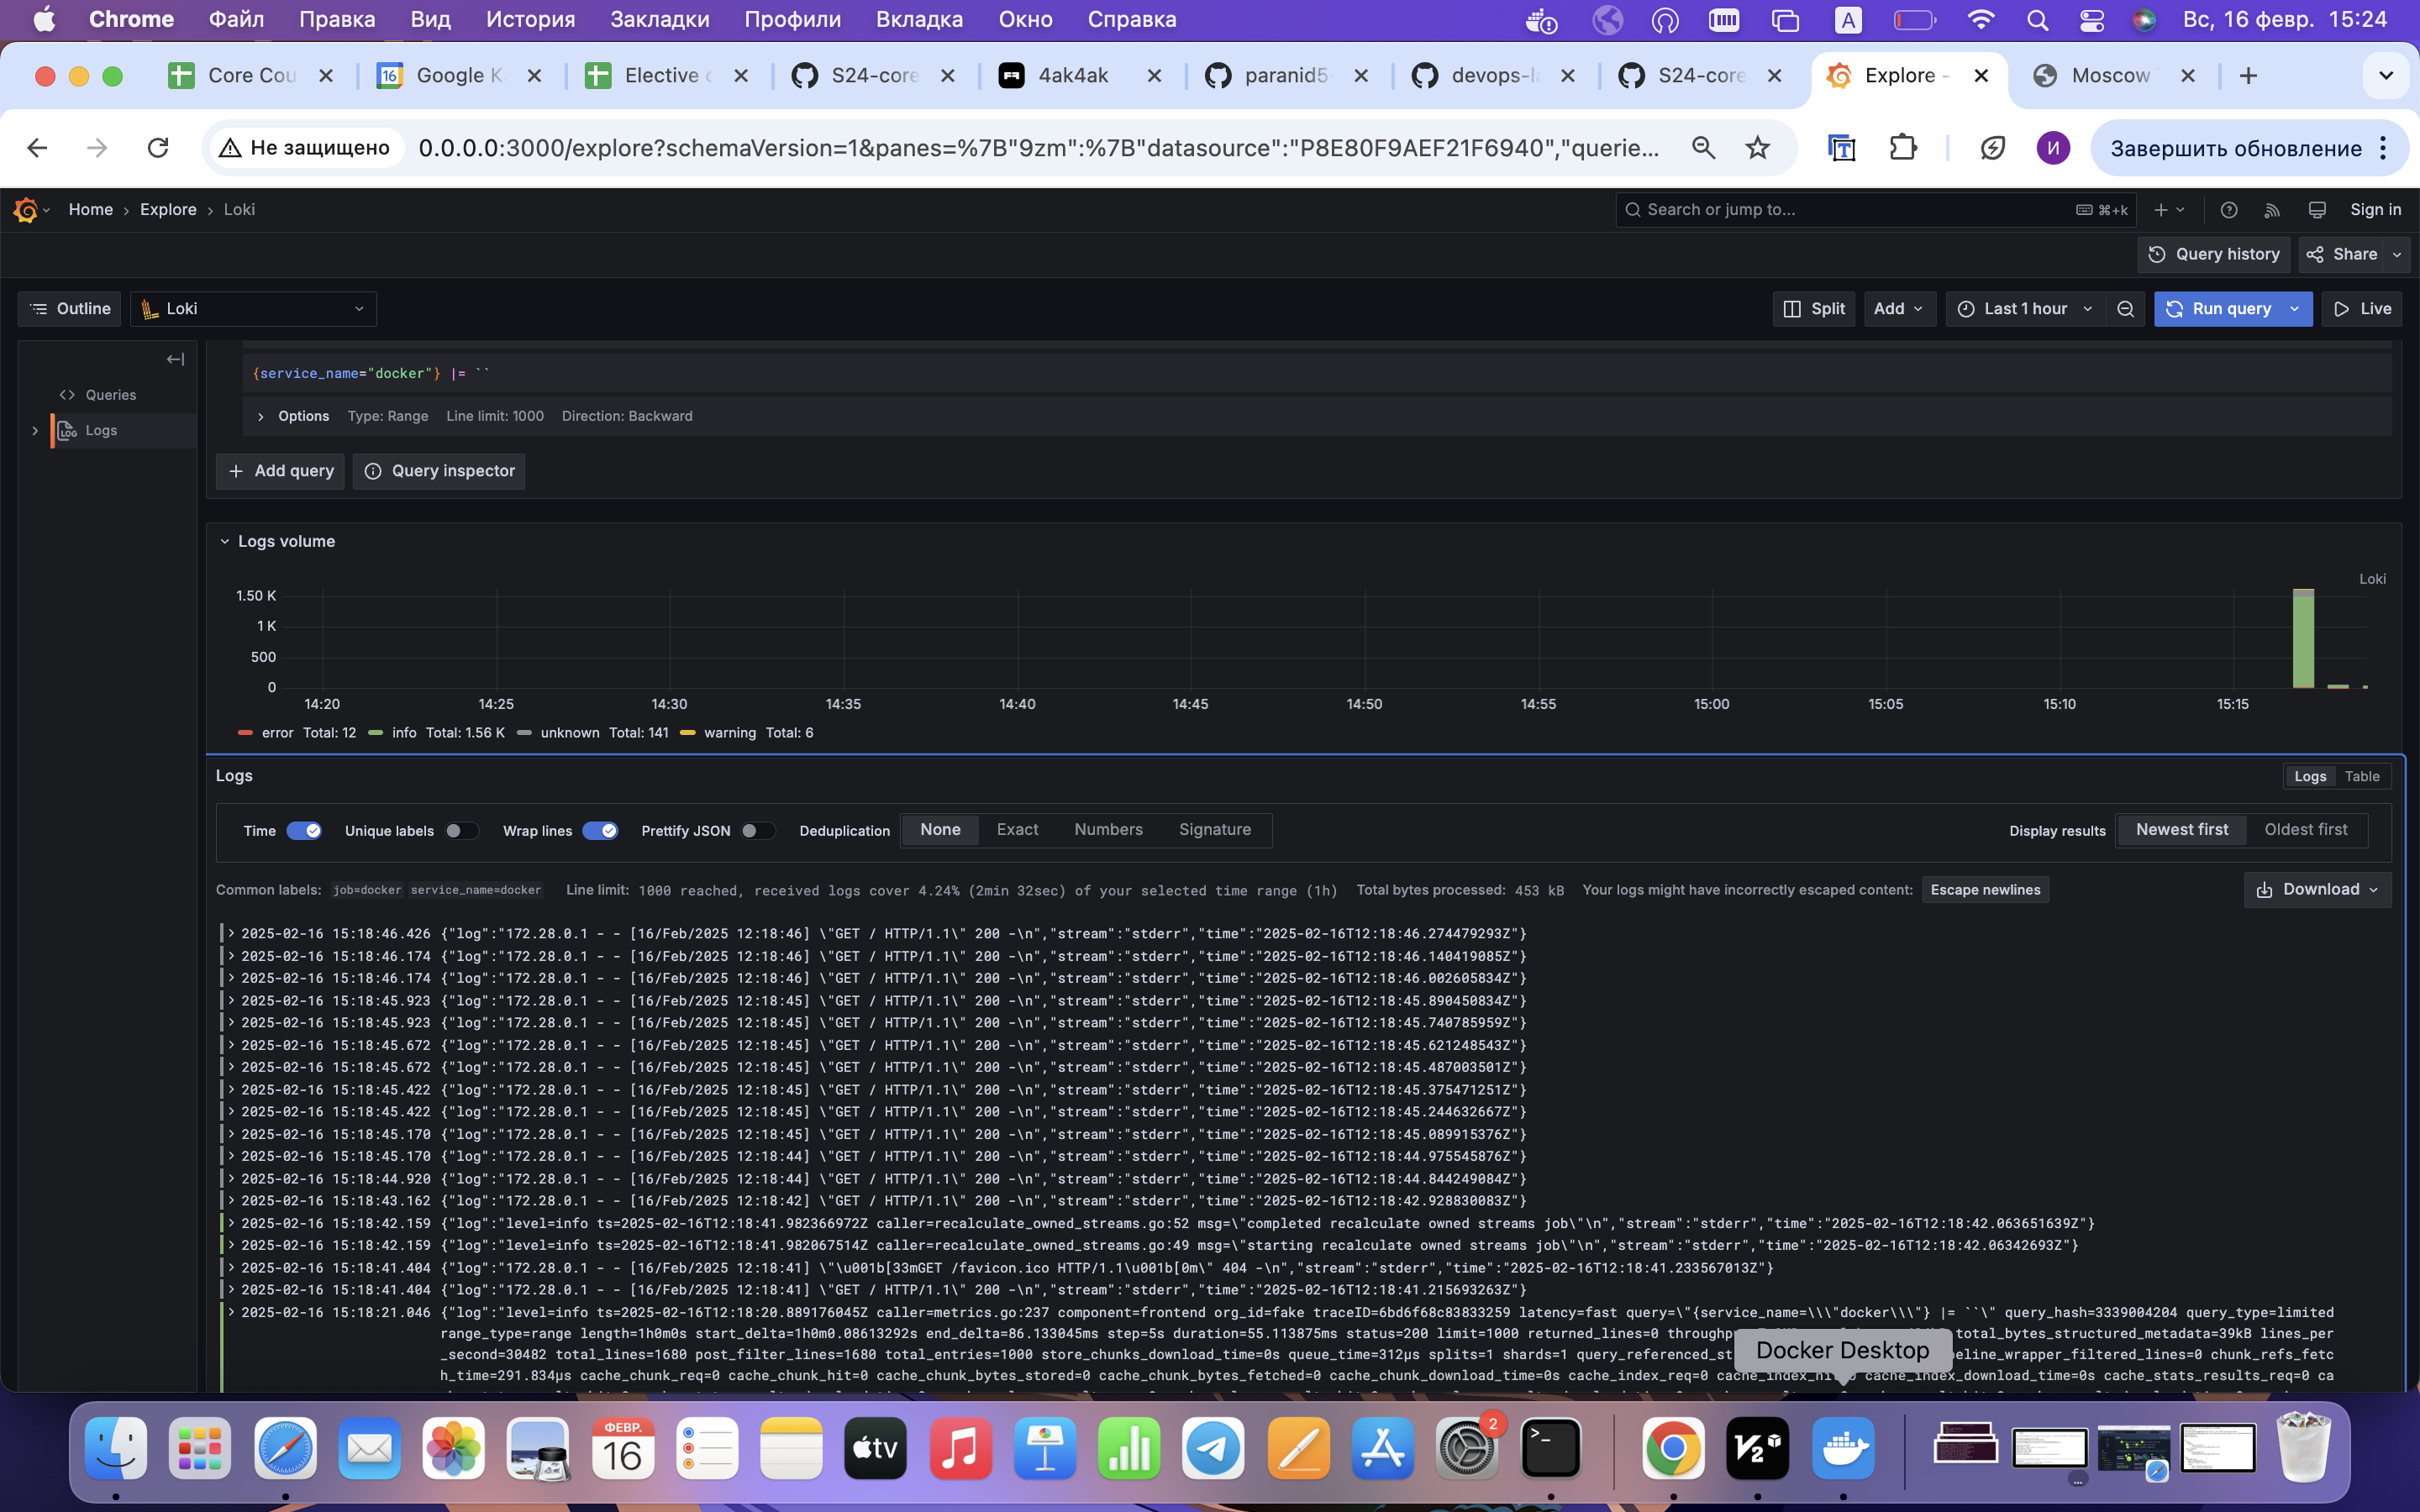 Chrome Файл Правка Вид История Закладки Профили Вкладка Окно Справка A Вс, 16 февр. 15:24
Core Cou 16 Google K Elective c S24-core 4ak4ak paranid5- devops-l S24-core Explore - Moscow
Не защищено 0.0.0.0:3000/explore?schemaVersion=1&panes=%7B"9zm":%7B"datasource":"P8E80F9AEF21F6940","querie... И Завершить обновление
Home › Explore › Loki Search or jump to... ⌘+k Sign in
Query history Share
Outline Loki Split Add Last 1 hour Run query Live
Queries
Logs
{service_name="docker"} |= ``
Options Type: Range Line limit: 1000 Direction: Backward
+ Add query Query inspector
Logs volume
Loki
1.50 K
1 K
500
0
14:20 14:25 14:30 14:35 14:40 14:45 14:50 14:55 15:00 15:05 15:10 15:15
error Total: 12 info Total: 1.56 K unknown Total: 141 warning Total: 6
Logs Logs Table
Time Unique labels Wrap lines Prettify JSON Deduplication None Exact Numbers Signature Display results Newest first Oldest first
Common labels: job=docker service_name=docker Line limit: 1000 reached, received logs cover 4.24% (2min 32sec) of your selected time range (1h) Total bytes processed: 453 kB Your logs might have incorrectly escaped content: Escape newlines Download
2025-02-16 15:18:46.426 {"log":"172.28.0.1 - - [16/Feb/2025 12:18:46] \"GET / HTTP/1.1\" 200 -\n","stream":"stderr","time":"2025-02-16T12:18:46.274479293Z"}
2025-02-16 15:18:46.174 {"log":"172.28.0.1 - - [16/Feb/2025 12:18:46] \"GET / HTTP/1.1\" 200 -\n","stream":"stderr","time":"2025-02-16T12:18:46.140419085Z"}
2025-02-16 15:18:46.174 {"log":"172.28.0.1 - - [16/Feb/2025 12:18:46] \"GET / HTTP/1.1\" 200 -\n","stream":"stderr","time":"2025-02-16T12:18:46.002605834Z"}
2025-02-16 15:18:45.923 {"log":"172.28.0.1 - - [16/Feb/2025 12:18:45] \"GET / HTTP/1.1\" 200 -\n","stream":"stderr","time":"2025-02-16T12:18:45.890450834Z"}
2025-02-16 15:18:45.923 {"log":"172.28.0.1 - - [16/Feb/2025 12:18:45] \"GET / HTTP/1.1\" 200 -\n","stream":"stderr","time":"2025-02-16T12:18:45.740785959Z"}
2025-02-16 15:18:45.672 {"log":"172.28.0.1 - - [16/Feb/2025 12:18:45] \"GET / HTTP/1.1\" 200 -\n","stream":"stderr","time":"2025-02-16T12:18:45.621248543Z"}
2025-02-16 15:18:45.672 {"log":"172.28.0.1 - - [16/Feb/2025 12:18:45] \"GET / HTTP/1.1\" 200 -\n","stream":"stderr","time":"2025-02-16T12:18:45.487003501Z"}
2025-02-16 15:18:45.422 {"log":"172.28.0.1 - - [16/Feb/2025 12:18:45] \"GET / HTTP/1.1\" 200 -\n","stream":"stderr","time":"2025-02-16T12:18:45.375471251Z"}
2025-02-16 15:18:45.422 {"log":"172.28.0.1 - - [16/Feb/2025 12:18:45] \"GET / HTTP/1.1\" 200 -\n","stream":"stderr","time":"2025-02-16T12:18:45.244632667Z"}
2025-02-16 15:18:45.170 {"log":"172.28.0.1 - - [16/Feb/2025 12:18:45] \"GET / HTTP/1.1\" 200 -\n","stream":"stderr","time":"2025-02-16T12:18:45.089915376Z"}
2025-02-16 15:18:45.170 {"log":"172.28.0.1 - - [16/Feb/2025 12:18:44] \"GET / HTTP/1.1\" 200 -\n","stream":"stderr","time":"2025-02-16T12:18:44.975545876Z"}
2025-02-16 15:18:44.920 {"log":"172.28.0.1 - - [16/Feb/2025 12:18:44] \"GET / HTTP/1.1\" 200 -\n","stream":"stderr","time":"2025-02-16T12:18:44.844249084Z"}
2025-02-16 15:18:43.162 {"log":"172.28.0.1 - - [16/Feb/2025 12:18:42] \"GET / HTTP/1.1\" 200 -\n","stream":"stderr","time":"2025-02-16T12:18:42.928830083Z"}
2025-02-16 15:18:42.159 {"log":"level=info ts=2025-02-16T12:18:41.982366972Z caller=recalculate_owned_streams.go:52 msg=\"completed recalculate owned streams job\"\n","stream":"stderr","time":"2025-02-16T12:18:42.063651639Z"}
2025-02-16 15:18:42.159 {"log":"level=info ts=2025-02-16T12:18:41.982067514Z caller=recalculate_owned_streams.go:49 msg=\"starting recalculate owned streams job\"\n","stream":"stderr","time":"2025-02-16T12:18:42.06342693Z"}
2025-02-16 15:18:41.404 {"log":"172.28.0.1 - - [16/Feb/2025 12:18:41] \"\u001b[33mGET /favicon.ico HTTP/1.1\u001b[0m\" 404 -\n","stream":"stderr","time":"2025-02-16T12:18:41.233567013Z"}
2025-02-16 15:18:41.404 {"log":"172.28.0.1 - - [16/Feb/2025 12:18:41] \"GET / HTTP/1.1\" 200 -\n","stream":"stderr","time":"2025-02-16T12:18:41.215693263Z"}
2025-02-16 15:18:21.046 {"log":"level=info ts=2025-02-16T12:18:20.889176045Z caller=metrics.go:237 component=frontend org_id=fake traceID=6bd6f68c83833259 latency=fast query=\"{service_name=\\\"docker\\\"} |= ``\" query_hash=3339004204 query_type=limited
range_type=range length=1h0m0s start_delta=1h0m0.08613292s end_delta=86.133045ms step=5s duration=55.113875ms status=200 limit=1000 returned_lines=0 total_bytes_structured_metadata=39kB lines_per
_second=30482 total_lines=1680 post_filter_lines=1680 total_entries=1000 store_chunks_download_time=0s queue_time=312µs splits=1 shards=1 chunk_refs_fetc
h_time=291.834µs cache_chunk_req=0 cache_chunk_hit=0 cache_chunk_bytes_stored=0 cache_chunk_bytes_fetched=0 cache_chunk_download_time=0s cache_index_req=0 cache_index_download_time=0s cache_stats_results_req=0 ca
Docker Desktop
ФЕВР.
16
tv
2
>_
V2